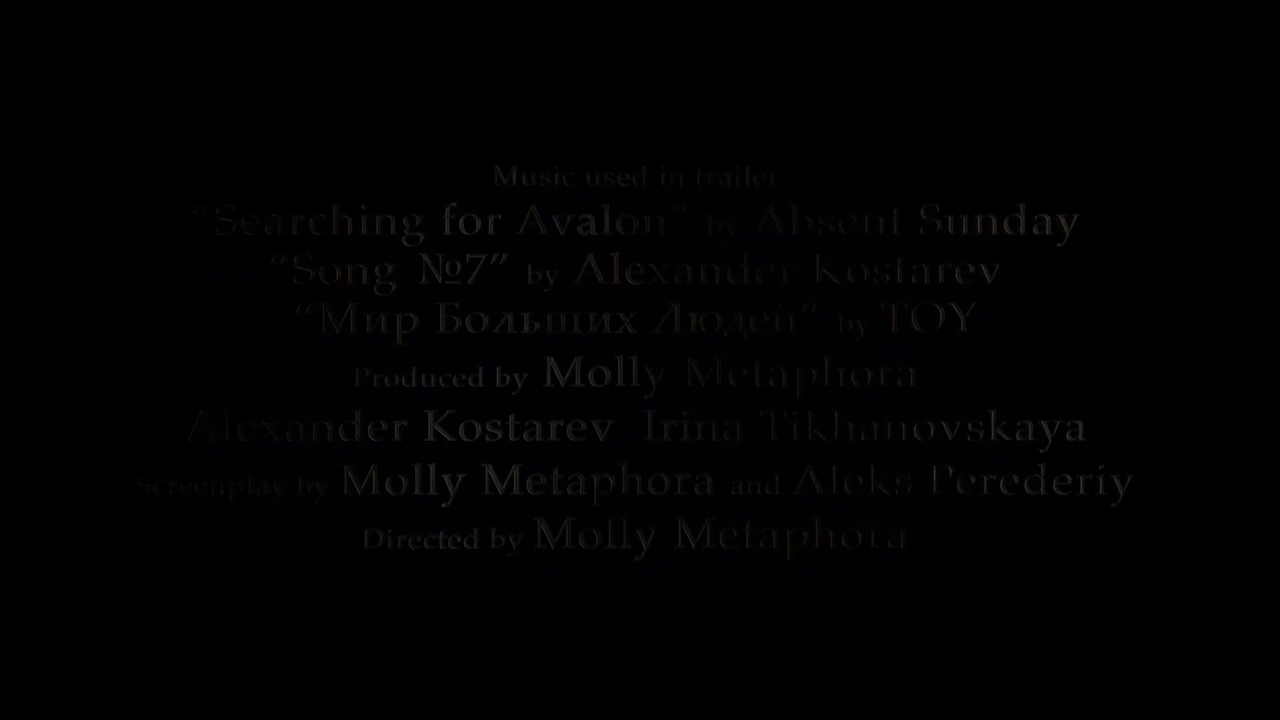 Music used in trailer
“Searching for Avalon” by Absent Sunday
“Song №7” by Alexander Kostarev
“Мир Больших Людей” by TOY
Produced by Molly Metaphora
Alexander Kostarev Irina Tikhanovskaya
Screenplay by Molly Metaphora and Aleks Perederiy
Directed by Molly Metaphora